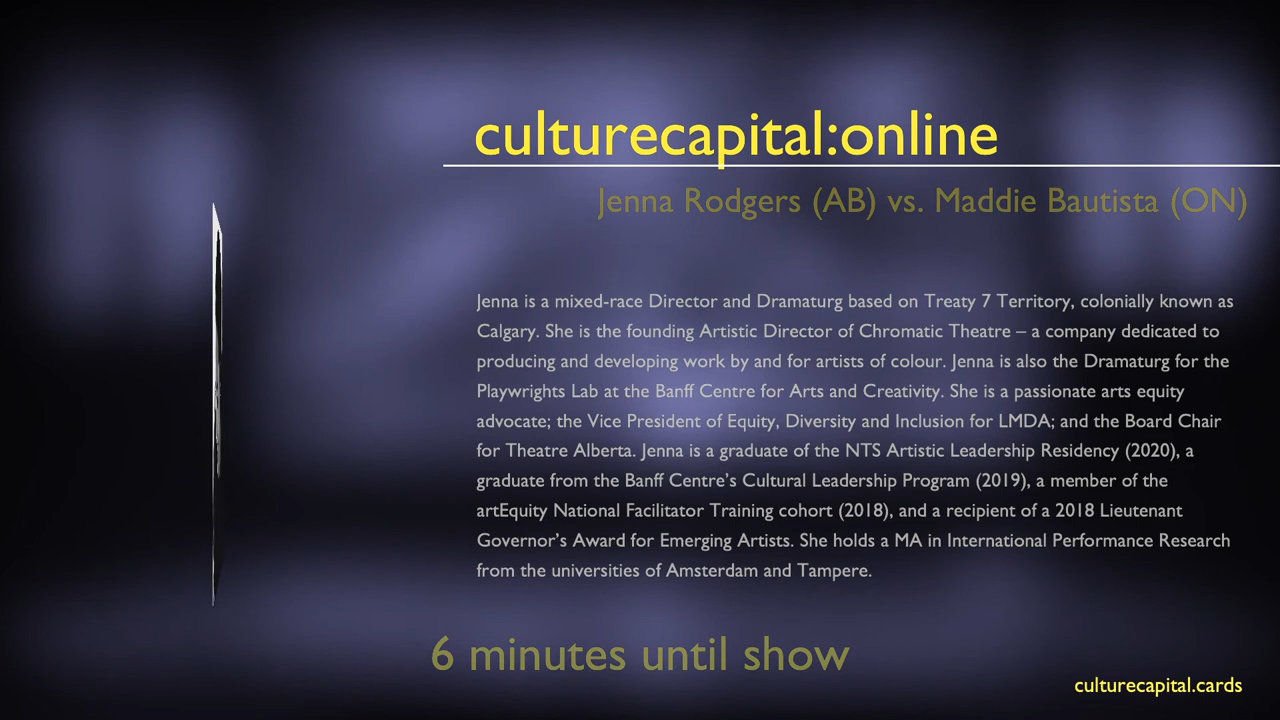 culturecapital:online
Jenna Rodgers (AB) vs. Maddie Bautista (ON)
Jenna is a mixed-race Director and Dramaturg based on Treaty 7 Territory, colonially known as
Calgary. She is the founding Artistic Director of Chromatic Theatre – a company dedicated to
producing and developing work by and for artists of colour. Jenna is also the Dramaturg for the
Playwrights Lab at the Banff Centre for Arts and Creativity. She is a passionate arts equity
advocate; the Vice President of Equity, Diversity and Inclusion for LMDA; and the Board Chair
for Theatre Alberta. Jenna is a graduate of the NTS Artistic Leadership Residency (2020), a
graduate from the Banff Centre’s Cultural Leadership Program (2019), a member of the
artEquity National Facilitator Training cohort (2018), and a recipient of a 2018 Lieutenant
Governor’s Award for Emerging Artists. She holds a MA in International Performance Research
from the universities of Amsterdam and Tampere.
6 minutes until show
culturecapital.cards